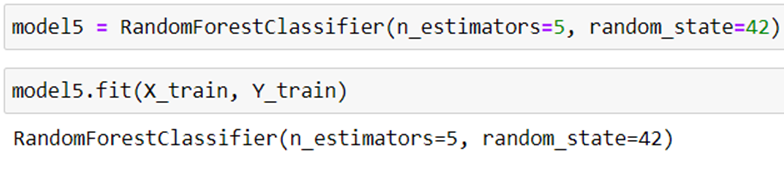 model5 = RandomForestClassifier(n_estimators=5, random_state=42)
model5.fit(X_train, Y_train)
RandomForestClassifier(n_estimators=5, random_state=42)